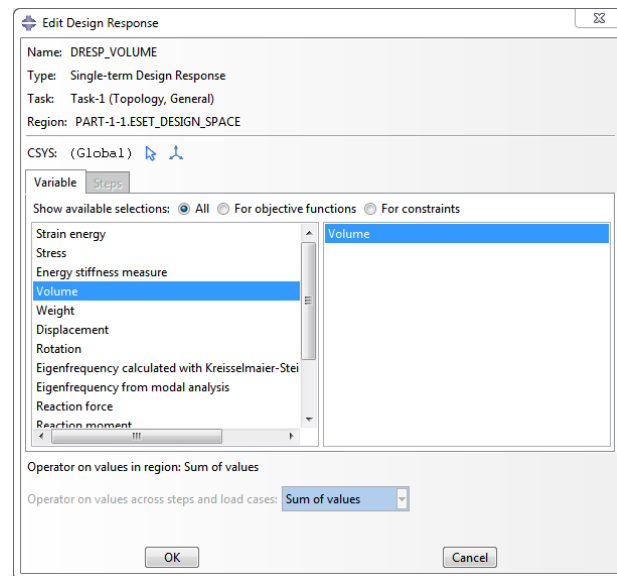 Edit Design Response
Name: DRESP_VOLUME
Type: Single-term Design Response
Task: Task-1 (Topology, General)
Region: PART-1-1.ESET_DESIGN_SPACE
CSYS: (Global)
Variable Steps
Show available selections: All For objective functions For constraints
Strain energy
Stress
Energy stiffness measure
Volume
Weight
Displacement
Rotation
Eigenfrequency calculated with Kreisselmaier-Stei
Eigenfrequency from modal analysis
Reaction force
Reaction moment
Volume
Operator on values in region: Sum of values
Operator on values across steps and load cases: Sum of values
OK Cancel